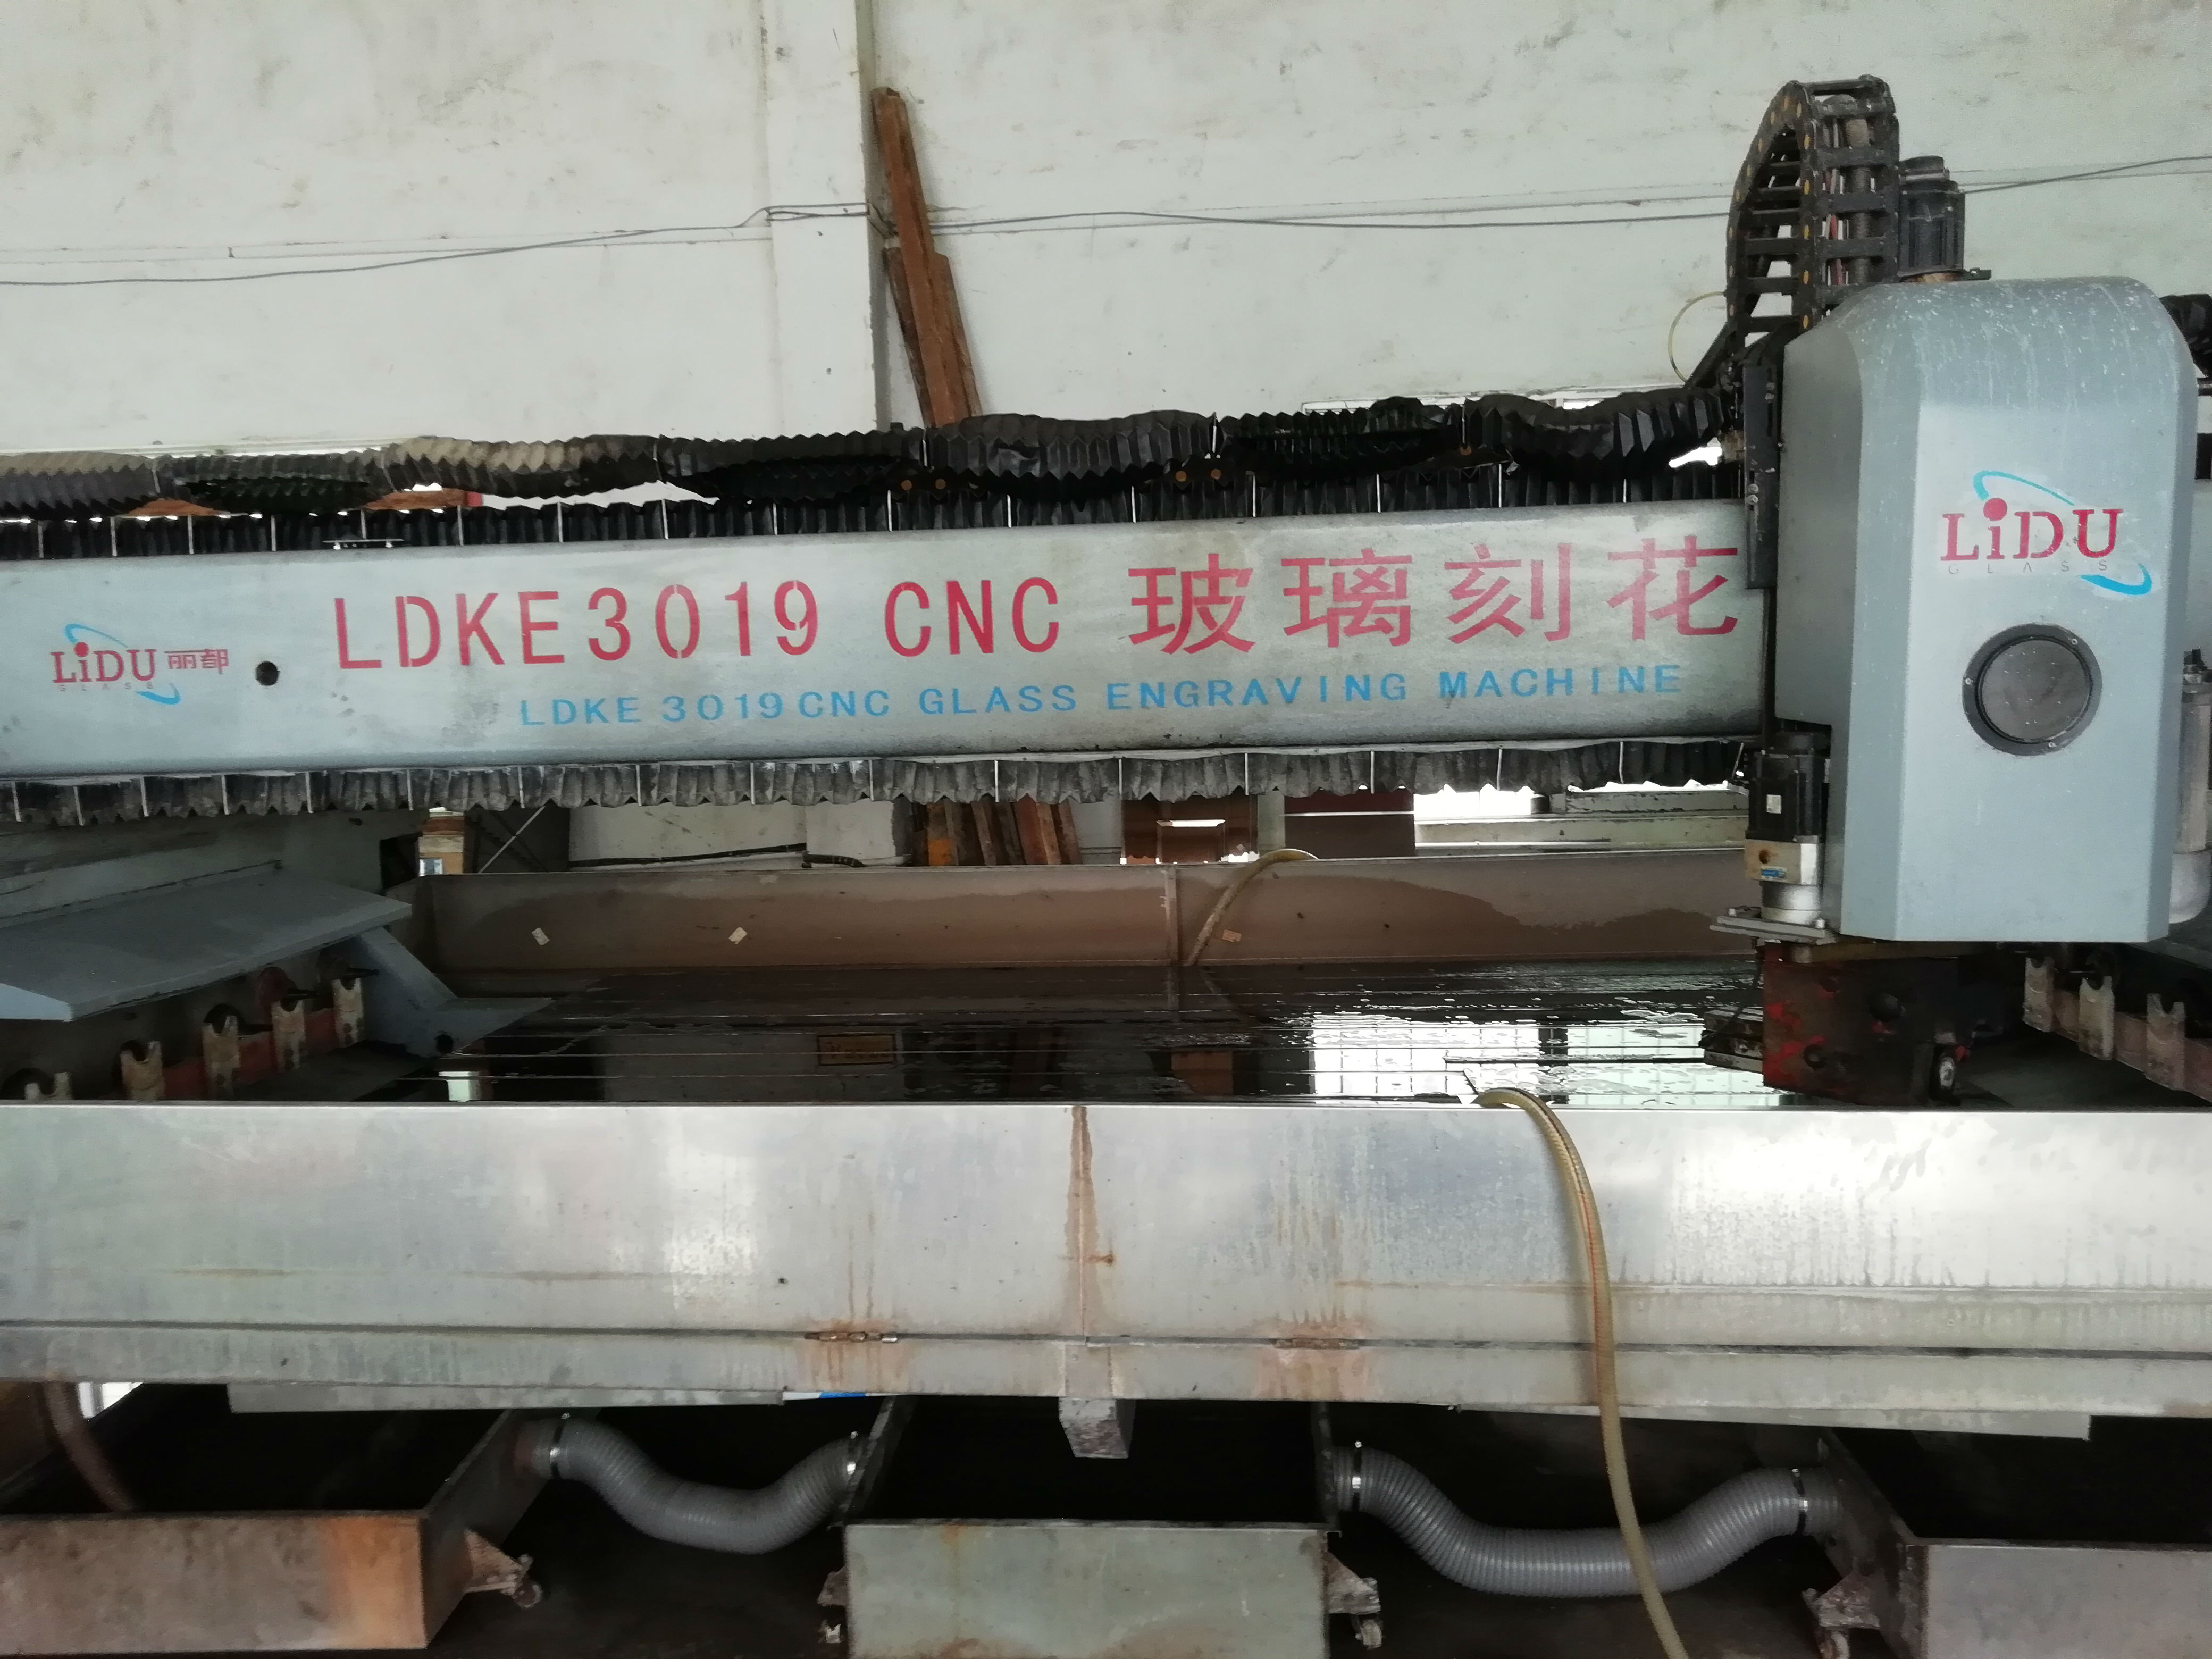 LiDU
GLASS
LDKE3019 CNC 玻璃刻花
LiDU 丽都
GLASS
LDKE 3019 CNC GLASS ENGRAVING MACHINE